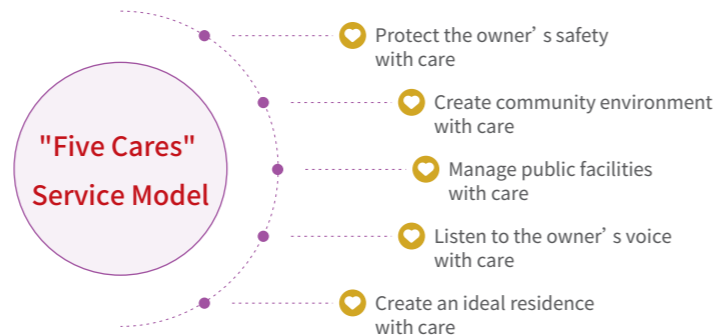 "Five Cares"
Service Model
Protect the owner’ s safety
with care
Create community environment
with care
Manage public facilities
with care
Listen to the owner’ s voice
with care
Create an ideal residence
with care